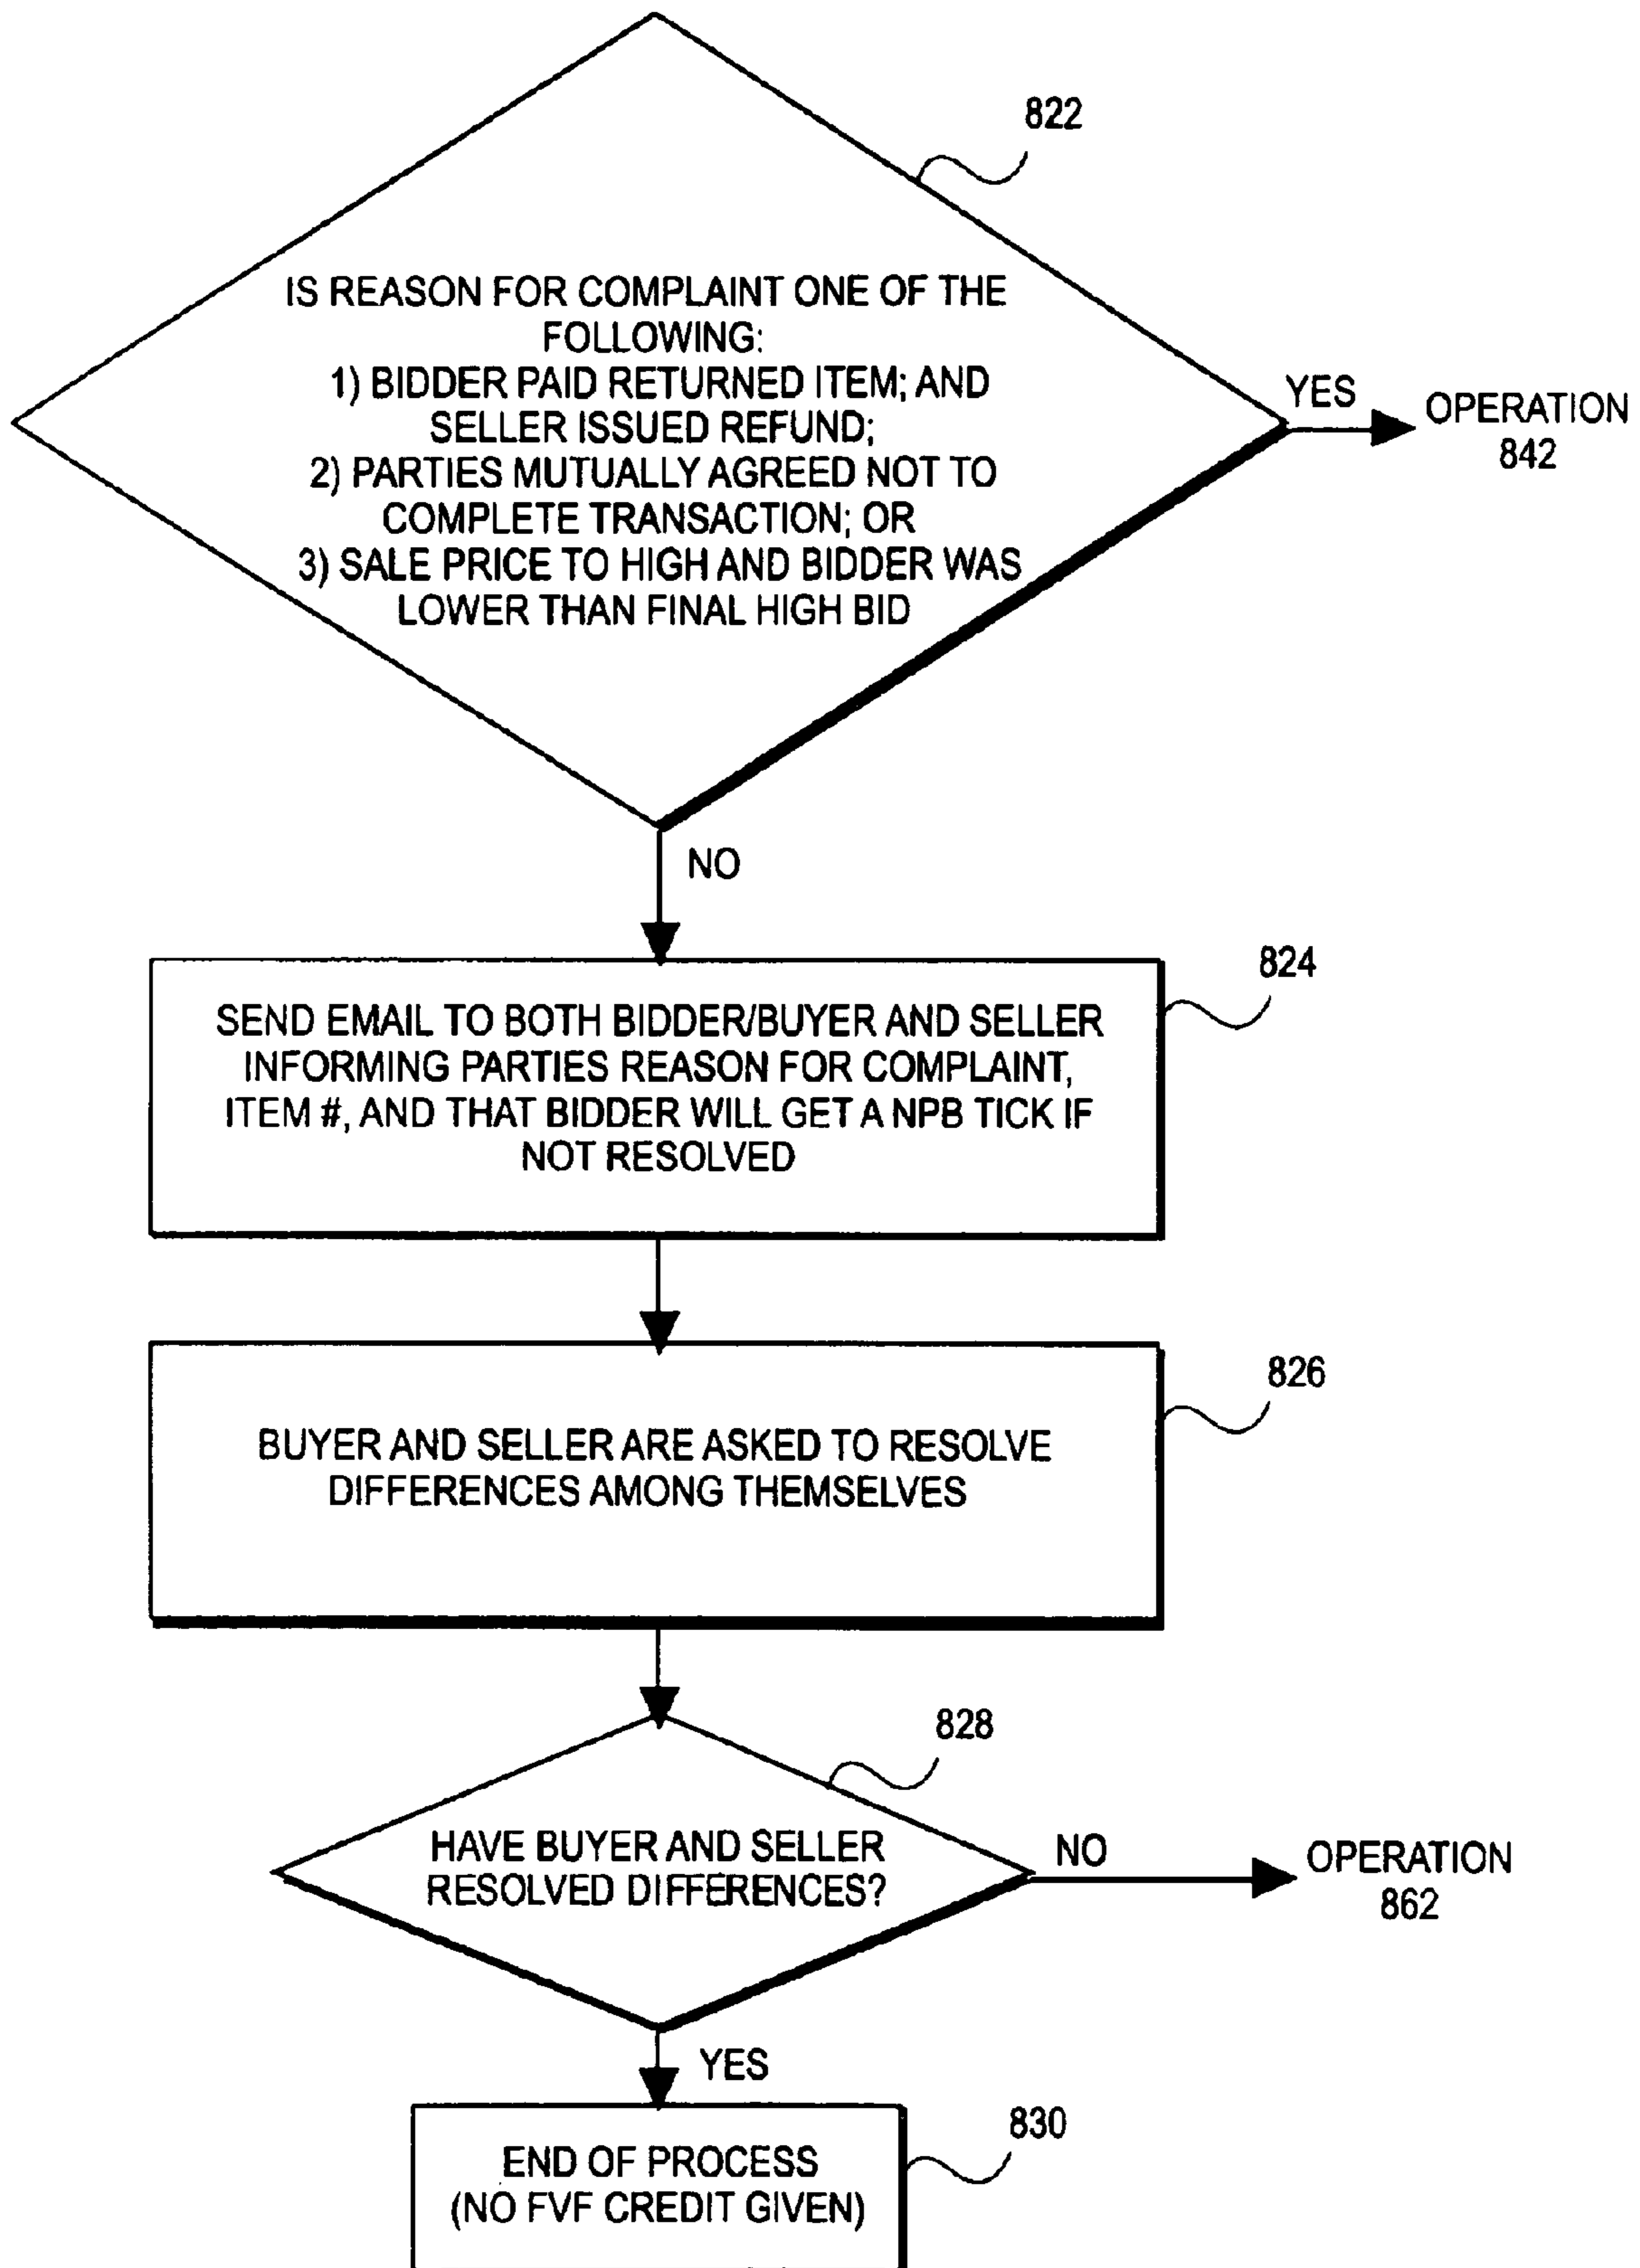 822
IS REASON FOR COMPLAINT ONE OF THE
FOLLOWING:
1) BIDDER PAID RETURNED ITEM; AND
SELLER ISSUED REFUND;
2) PARTIES MUTUALLY AGREED NOT TO
COMPLETE TRANSACTION; OR
3) SALE PRICE TO HIGH AND BIDDER WAS
LOWER THAN FINAL HIGH BID
YES
OPERATION
842
NO
824
SEND EMAIL TO BOTH BIDDER/BUYER AND SELLER
INFORMING PARTIES REASON FOR COMPLAINT,
ITEM #, AND THAT BIDDER WILL GET A NPB TICK IF
NOT RESOLVED
826
BUYER AND SELLER ARE ASKED TO RESOLVE
DIFFERENCES AMONG THEMSELVES
828
HAVE BUYER AND SELLER
RESOLVED DIFFERENCES?
NO
OPERATION
862
YES
830
END OF PROCESS
(NO FVF CREDIT GIVEN)